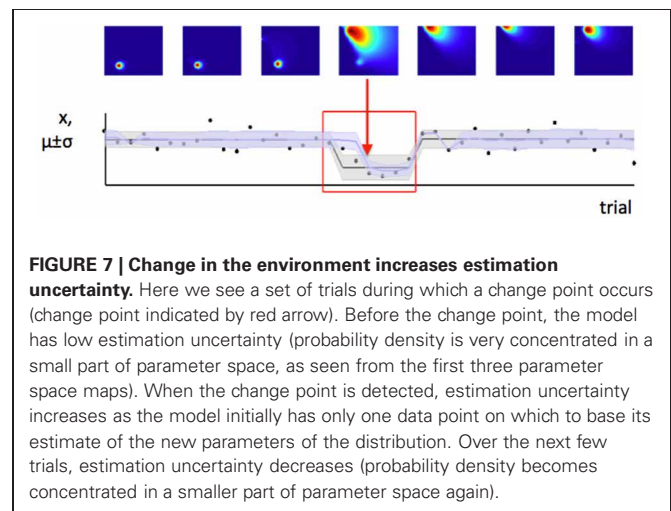 x,
μ±σ
trial
FIGURE 7 | Change in the environment increases estimation
uncertainty. Here we see a set of trials during which a change point occurs
(change point indicated by red arrow). Before the change point, the model
has low estimation uncertainty (probability density is very concentrated in a
small part of parameter space, as seen from the first three parameter
space maps). When the change point is detected, estimation uncertainty
increases as the model initially has only one data point on which to base its
estimate of the new parameters of the distribution. Over the next few
trials, estimation uncertainty decreases (probability density becomes
concentrated in a smaller part of parameter space again).